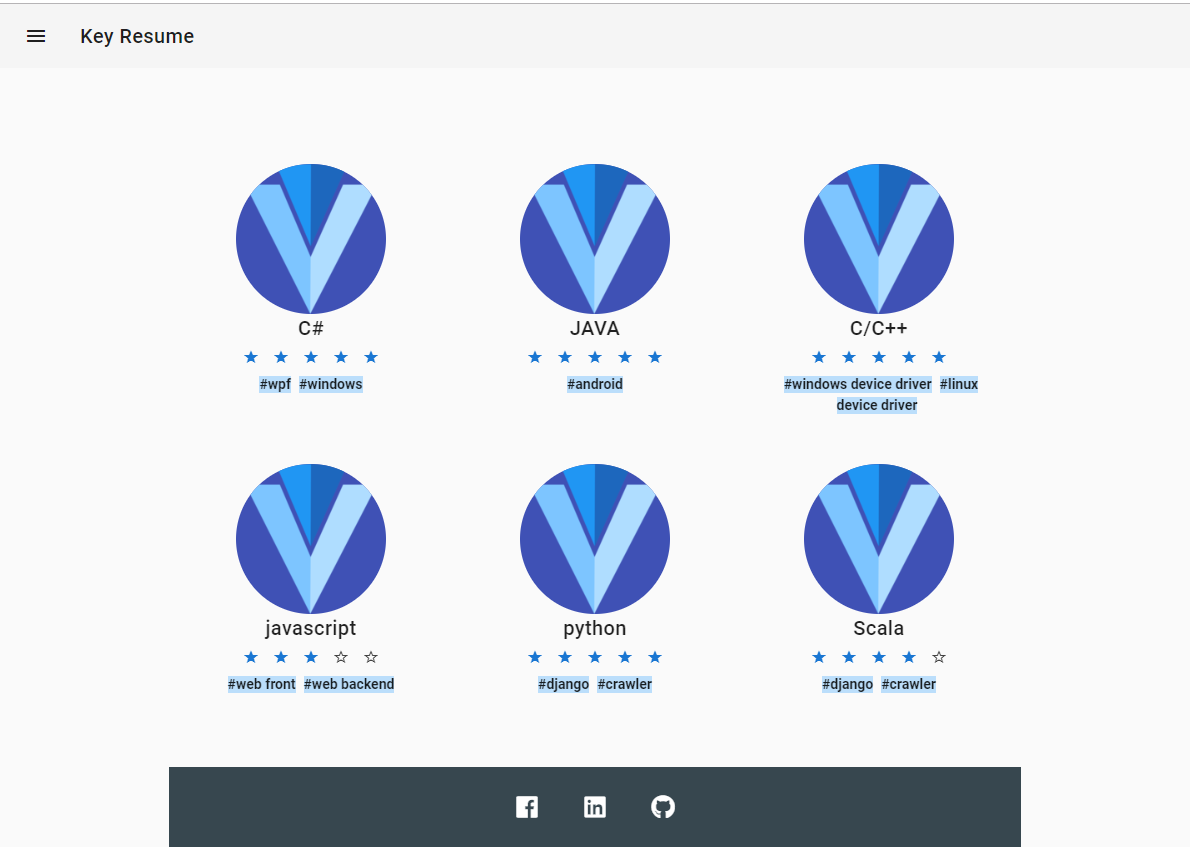 Key Resume
C#
#wpf #windows
JAVA
#android
C/C++
#windows device driver #linux
device driver
javascript
#web front #web backend
python
#django #crawler
Scala
#django #crawler